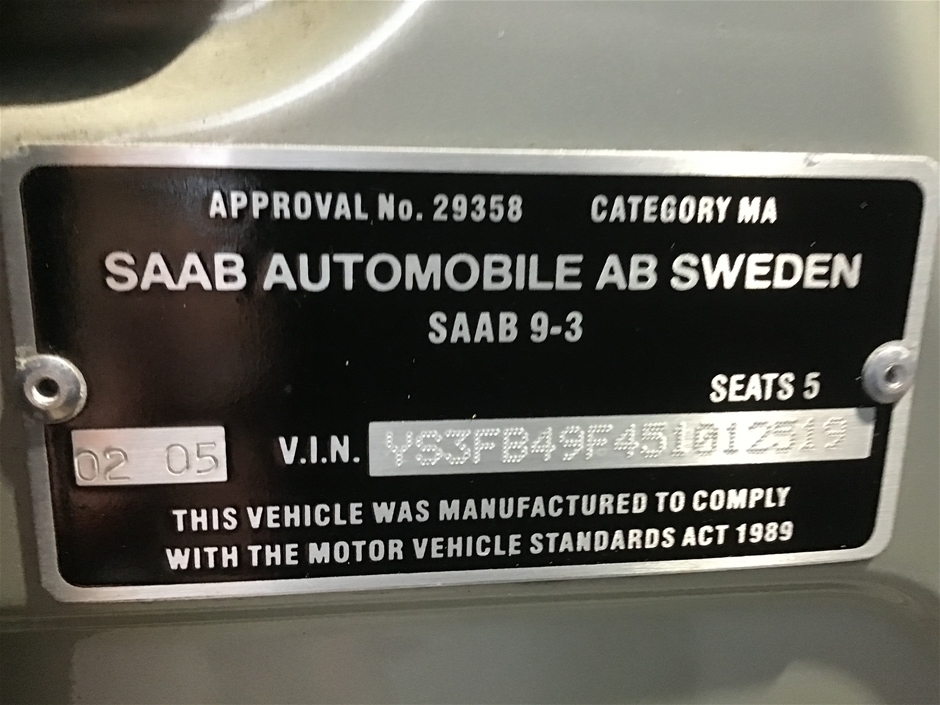 APPROVAL No. 29358 CATEGORY MA
SAAB AUTOMOBILE AB SWEDEN
SAAB 9-3
SEATS 5
02 05 V.I.N. YS3FB49F451012519
THIS VEHICLE WAS MANUFACTURED TO COMPLY
WITH THE MOTOR VEHICLE STANDARDS ACT 1989